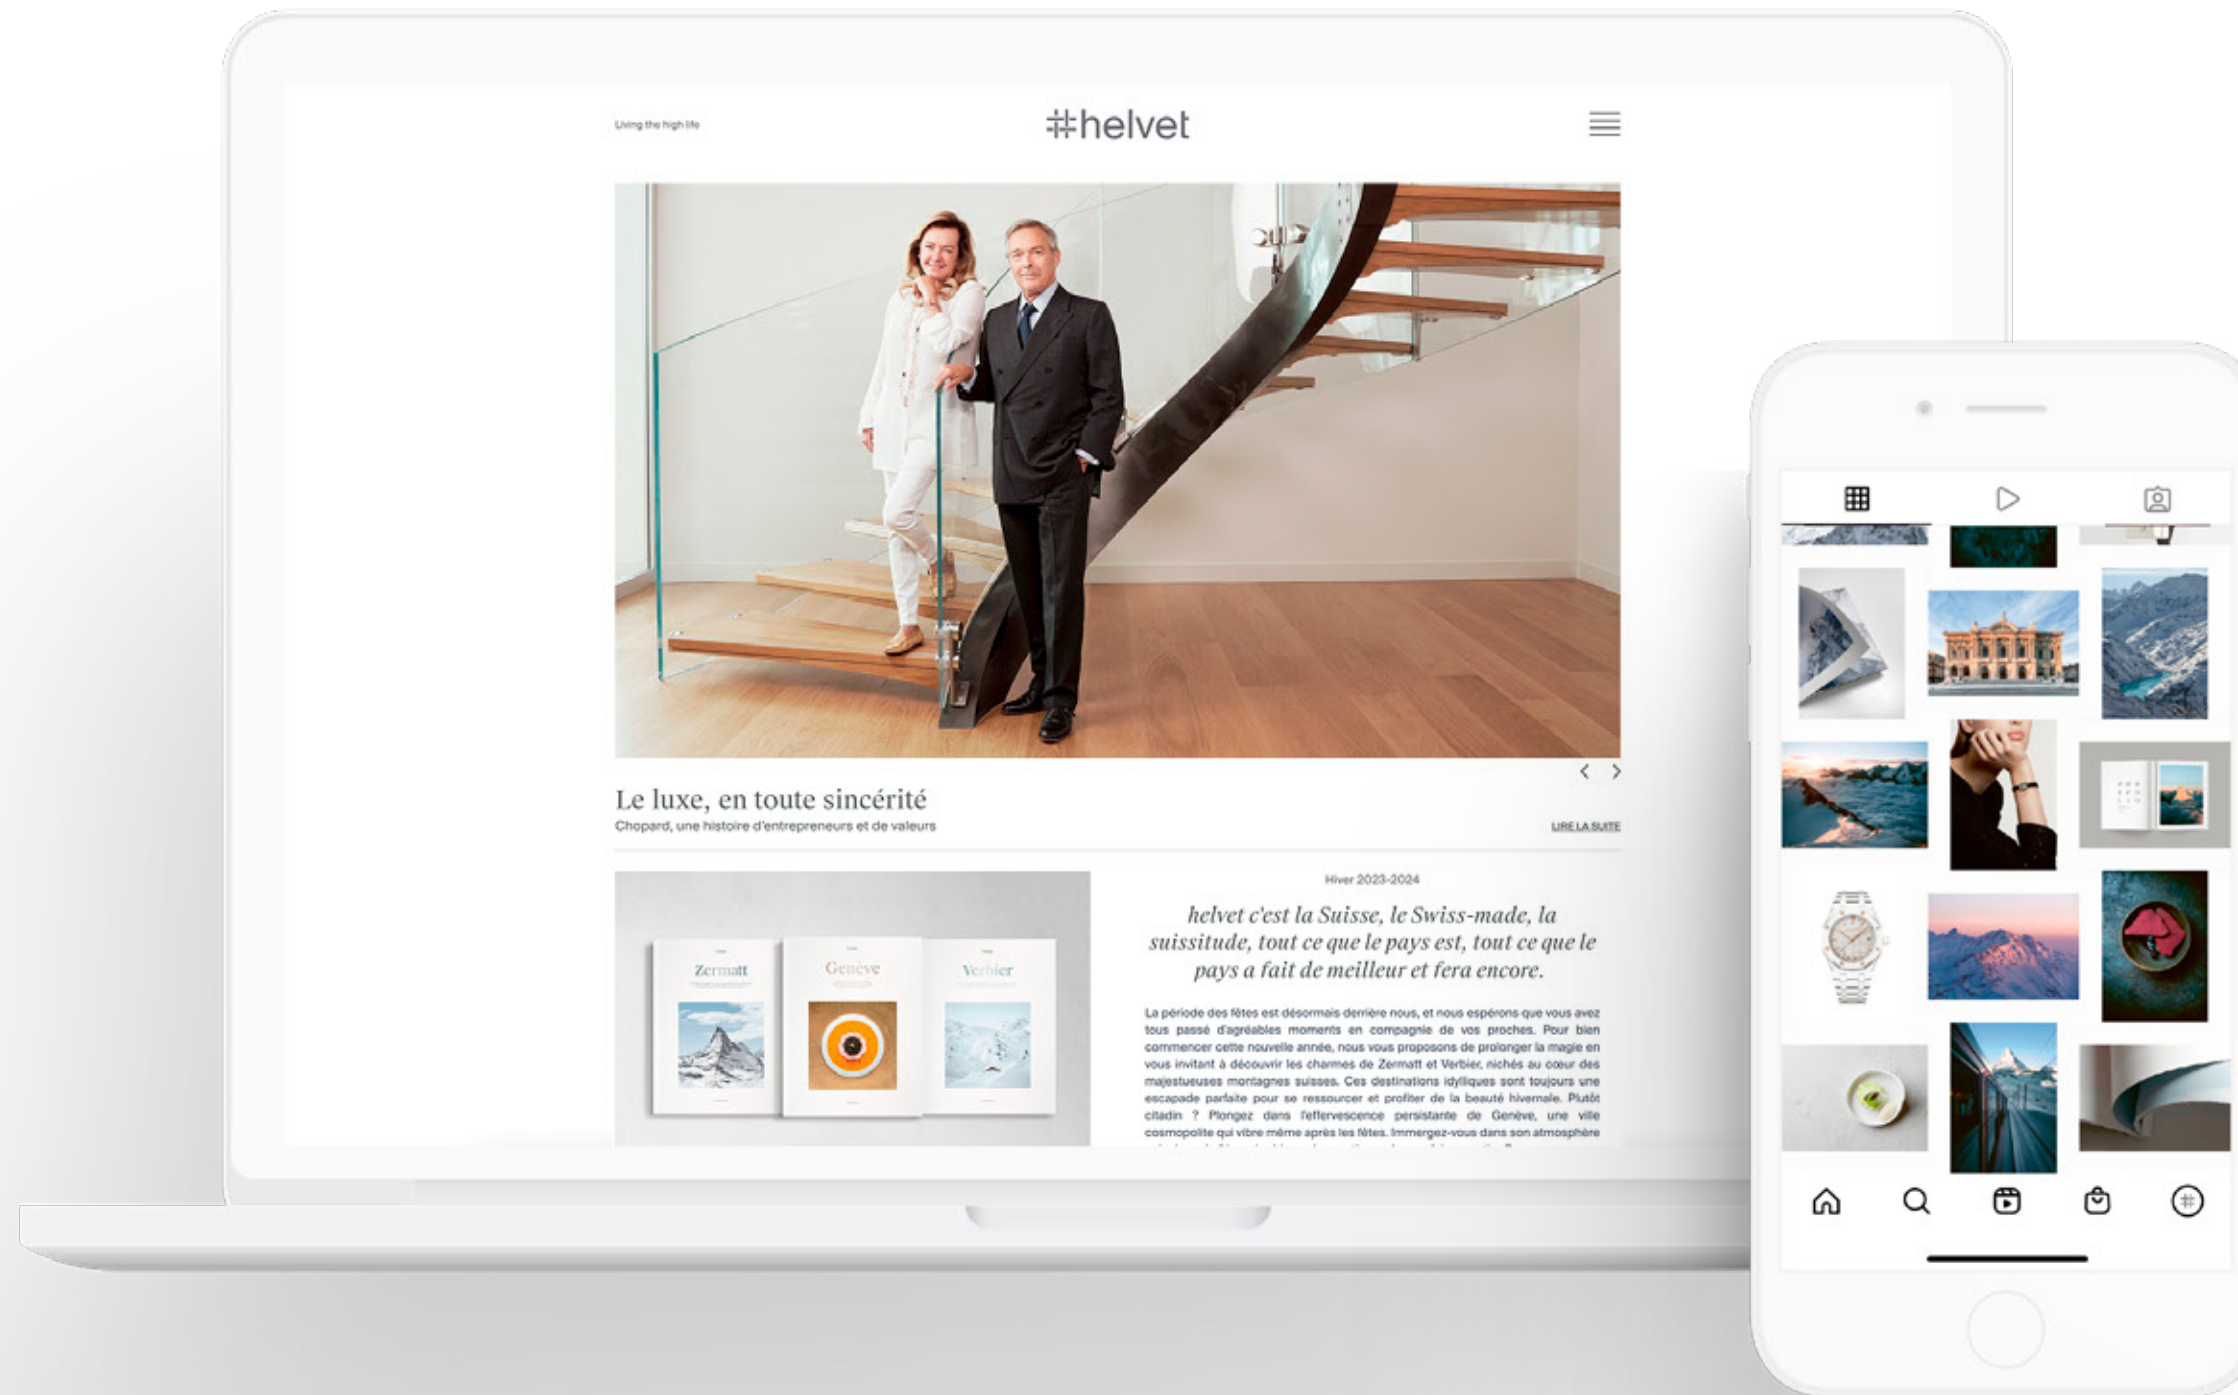 Living the high life
#helvet
Le luxe, en toute sincérité
Chopard, une histoire d'entrepreneurs et de valeurs
LIRE LA SUITE
Zermatt
Genève
Verbier
Hiver 2023-2024
helvet c'est la Suisse, le Swiss-made, la
suissitude, tout ce que le pays est, tout ce que le
pays a fait de meilleur et fera encore.
La période des fêtes est désormais derrière nous, et nous espérons que vous avez
tous passé d'agréables moments en compagnie de vos proches. Pour bien
commencer cette nouvelle année, nous vous proposons de prolonger la magie en
vous invitant à découvrir les charmes de Zermatt et Verbier, nichés au cœur des
majestueuses montagnes suisses. Ces destinations idylliques sont toujours une
escapade parfaite pour se ressourcer et profiter de la beauté hivernale. Plutôt
citadin ? Plongez dans l'effervescence persistante de Genève, une ville
cosmopolite qui vibre même après les fêtes. Immergez-vous dans son atmosphère